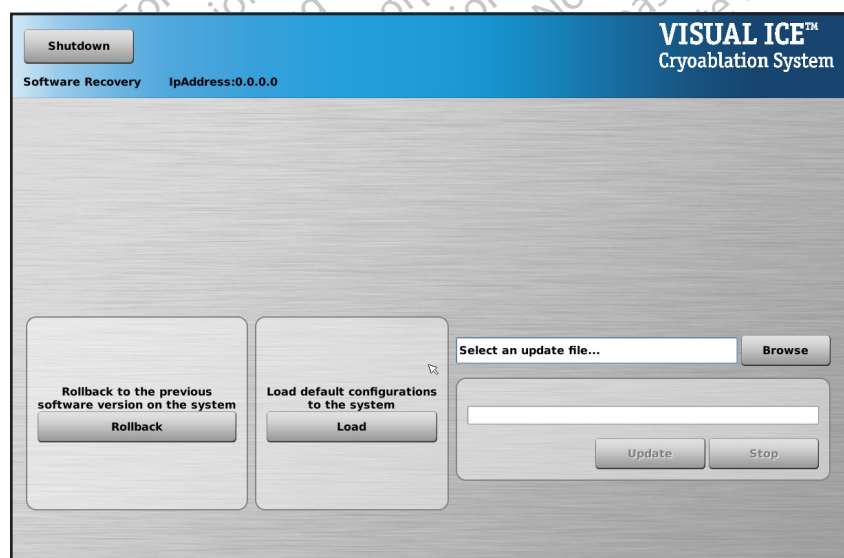 Shutdown
VISUAL ICE™
Cryoablation System
Software Recovery IpAddress:0.0.0.0
Select an update file...
Browse
Rollback to the previous
software version on the system
Rollback
Load default configurations
to the system
Load
Update
Stop